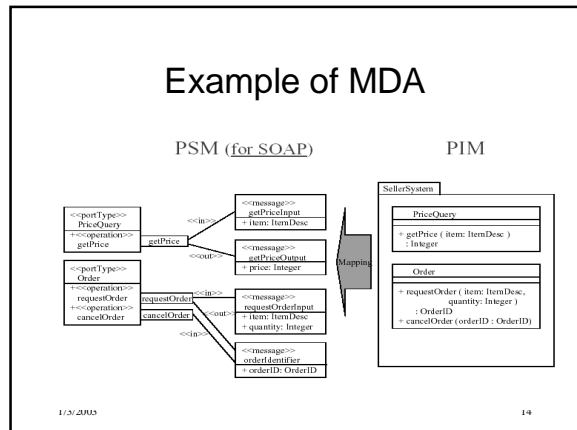 Example of MDA
PSM (for SOAP)
PIM
<<portType>>
PriceQuery
+<<operation>>
getPrice
getPrice
<<in>>
<<out>>
<<message>>
getPriceInput
+ item: ItemDesc
<<message>>
getPriceOutput
+ price: Integer
<<portType>>
Order
+<<operation>>
requestOrder
+<<operation>>
cancelOrder
requestOrder
cancelOrder
<<in>>
<<out>>
<<in>>
<<message>>
requestOrderInput
+ item: ItemDesc
+ quantity: Integer
<<message>>
orderIdentifier
+ orderID: OrderID
Mapping
SellerSystem
PriceQuery
+ getPrice ( item: ItemDesc )
: Integer
Order
+ requestOrder ( item: ItemDesc,
quantity: Integer )
: OrderID
+ cancelOrder (orderID : OrderID)
1/3/2003
14